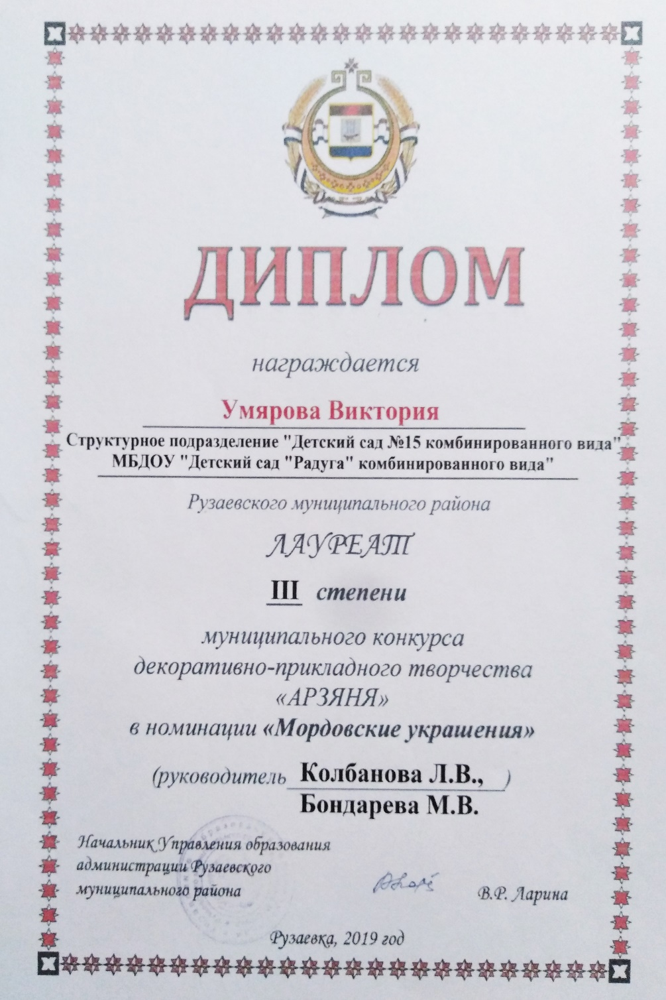 ДИПЛОМ
награждается
Умярова Виктория
Структурное подразделение "Детский сад №15 комбинированного вида"
МБДОУ "Детский сад "Радуга" комбинированного вида"
Рузаевского муниципального района
ЛАУРЕАТ
III степени
муниципального конкурса
декоративно-прикладного творчества
«АРЗЯНЯ»
в номинации «Мордовские украшения»
(руководитель Колбанова Л.В., )
Бондарева М.В.
Начальник Управления образования
администрации Рузаевского
муниципального района
В.Р. Ларина
Рузаевка, 2019 год